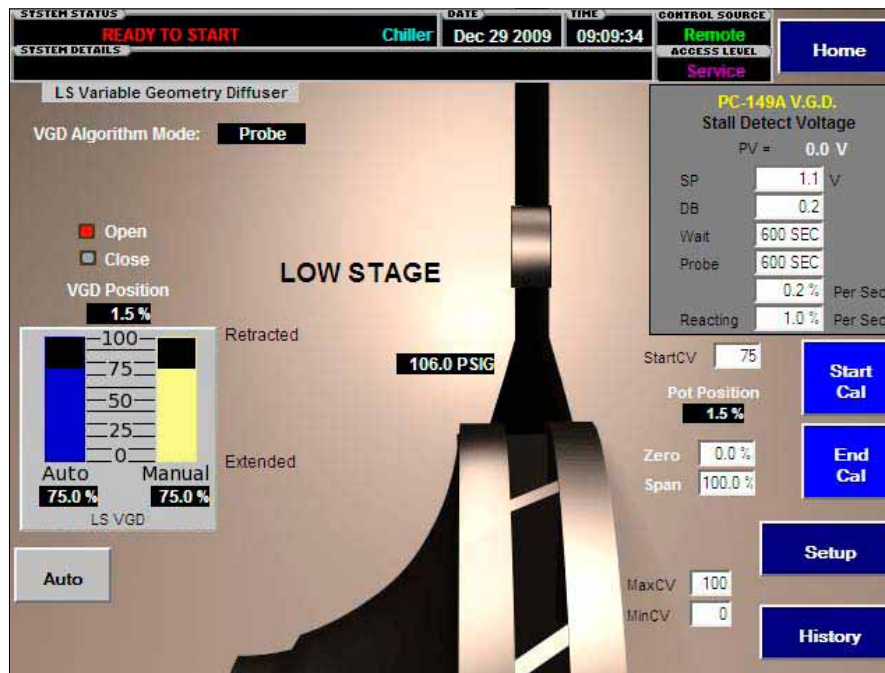 SYSTEM STATUS
READY TO START Chiller
DATE
Dec 29 2009
TIME
09:09:34
CONTROL SOURCE
Remote
ACCESS LEVEL
Service
Home
SYSTEM DETAILS
LS Variable Geometry Diffuser
VGD Algorithm Mode: Probe
PC-149A V.G.D.
Stall Detect Voltage
PV = 0.0 V
SP 1.1 V
DB 0.2
Wait 600 SEC
Probe 600 SEC
0.2 % Per Sec
Reacting 1.0 % Per Sec
Open
Close
VGD Position
1.5 %
LOW STAGE
100
75
50
25
0
Auto Manual
75.0 % 75.0 %
LS VGD
Retracted
Extended
106.0 PSIG
StartCV 75
Pot Position
1.5 %
Zero 0.0 %
Span 100.0 %
Start
Cal
End
Cal
Auto
MaxCV 100
MinCV 0
Setup
History